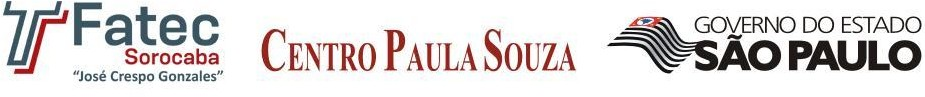 Fatec
Sorocaba
“José Crespo Gonzales”
CENTRO PAULA SOUZA
GOVERNO DO ESTADO
SÃO PAULO